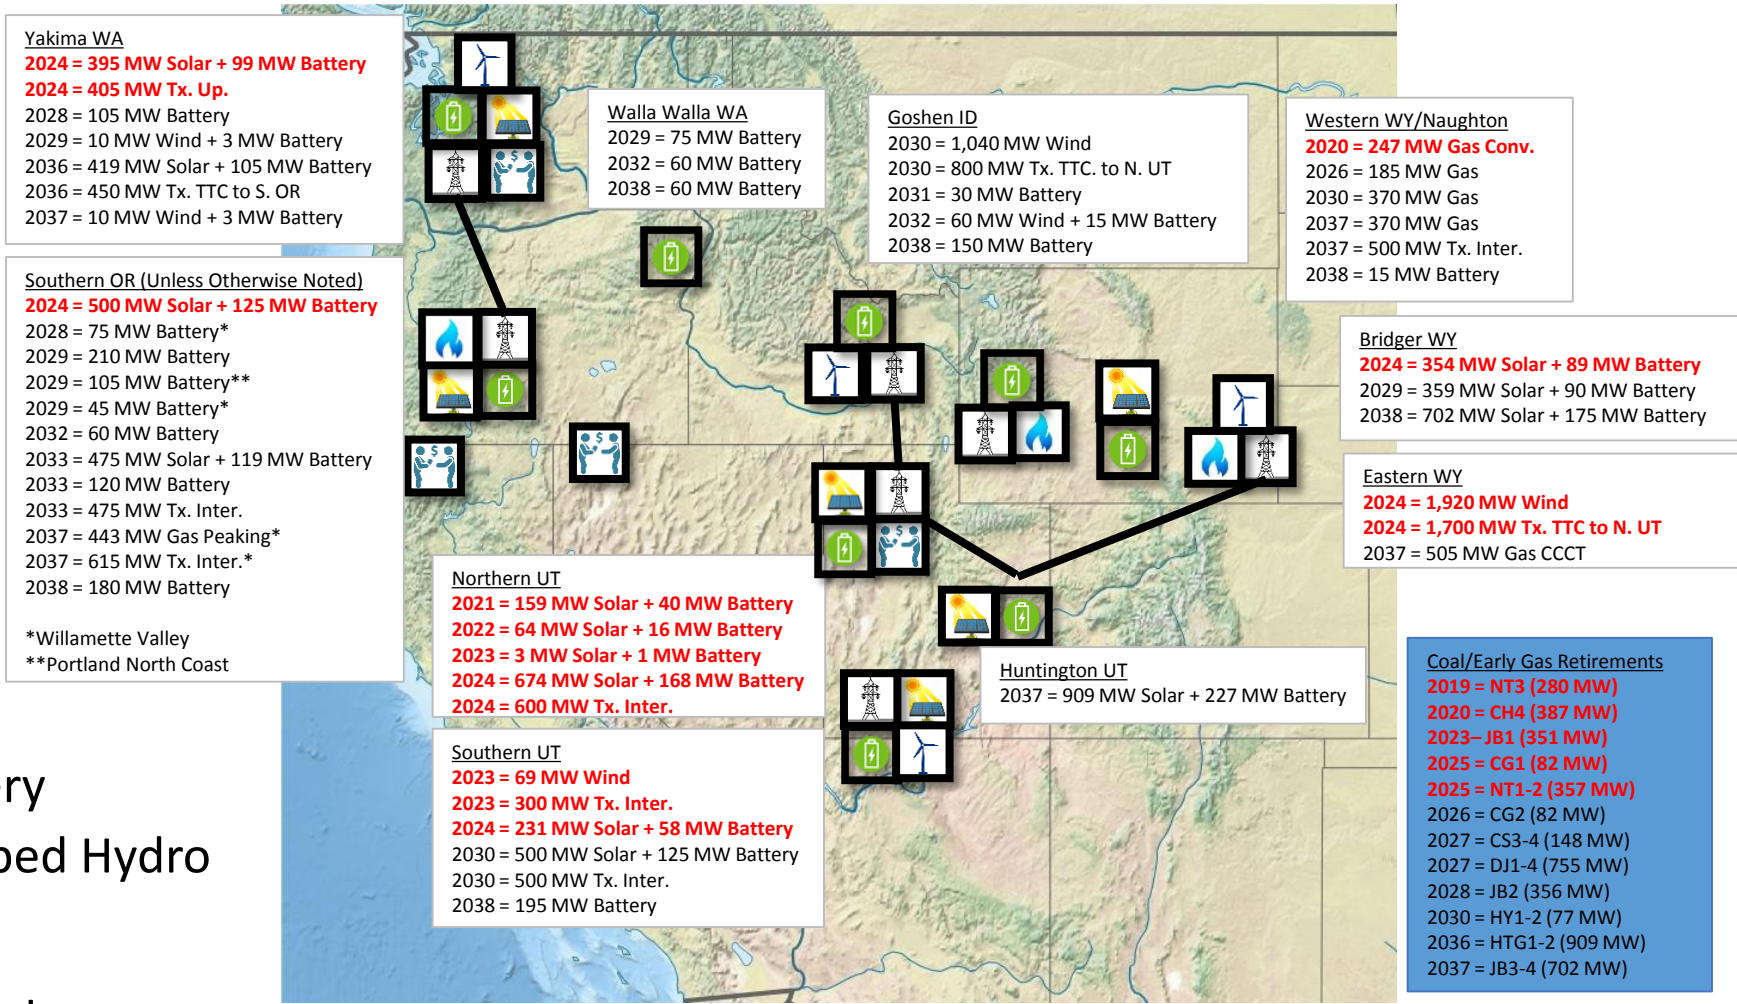 Yakima WA
2024 = 395 MW Solar + 99 MW Battery
2024 = 405 MW Tx. Up.
2028 = 105 MW Battery
2029 = 10 MW Wind + 3 MW Battery
2036 = 419 MW Solar + 105 MW Battery
2036 = 450 MW Tx. TTC to S. OR
2037 = 10 MW Wind + 3 MW Battery
Walla Walla WA
2029 = 75 MW Battery
2032 = 60 MW Battery
2038 = 60 MW Battery
Goshen ID
2030 = 1,040 MW Wind
2030 = 800 MW Tx. TTC. to N. UT
2031 = 30 MW Battery
2032 = 60 MW Wind + 15 MW Battery
2038 = 150 MW Battery
Western WY/Naughton
2020 = 247 MW Gas Conv.
2026 = 185 MW Gas
2030 = 370 MW Gas
2037 = 370 MW Gas
2037 = 500 MW Tx. Inter.
2038 = 15 MW Battery
Southern OR (Unless Otherwise Noted)
2024 = 500 MW Solar + 125 MW Battery
2028 = 75 MW Battery*
2029 = 210 MW Battery
2029 = 105 MW Battery**
2029 = 45 MW Battery*
2032 = 60 MW Battery
2033 = 475 MW Solar + 119 MW Battery
2033 = 120 MW Battery
2033 = 475 MW Tx. Inter.
2037 = 443 MW Gas Peaking*
2037 = 615 MW Tx. Inter.*
2038 = 180 MW Battery
*Willamette Valley
**Portland North Coast
Bridger WY
2024 = 354 MW Solar + 89 MW Battery
2029 = 359 MW Solar + 90 MW Battery
2038 = 702 MW Solar + 175 MW Battery
Eastern WY
2024 = 1,920 MW Wind
2024 = 1,700 MW Tx. TTC to N. UT
2037 = 505 MW Gas CCCT
Northern UT
2021 = 159 MW Solar + 40 MW Battery
2022 = 64 MW Solar + 16 MW Battery
2023 = 3 MW Solar + 1 MW Battery
2024 = 674 MW Solar + 168 MW Battery
2024 = 600 MW Tx. Inter.
Huntington UT
2037 = 909 MW Solar + 227 MW Battery
Southern UT
2023 = 69 MW Wind
2023 = 300 MW Tx. Inter.
2024 = 231 MW Solar + 58 MW Battery
2030 = 500 MW Solar + 125 MW Battery
2030 = 500 MW Tx. Inter.
2038 = 195 MW Battery
Coal/Early Gas Retirements
2019 = NT3 (280 MW)
2020 = CH4 (387 MW)
2023– JB1 (351 MW)
2025 = CG1 (82 MW)
2025 = NT1-2 (357 MW)
2026 = CG2 (82 MW)
2027 = CS3-4 (148 MW)
2027 = DJ1-4 (755 MW)
2028 = JB2 (356 MW)
2030 = HY1-2 (77 MW)
2036 = HTG1-2 (909 MW)
2037 = JB3-4 (702 MW)
ry
ped Hydro